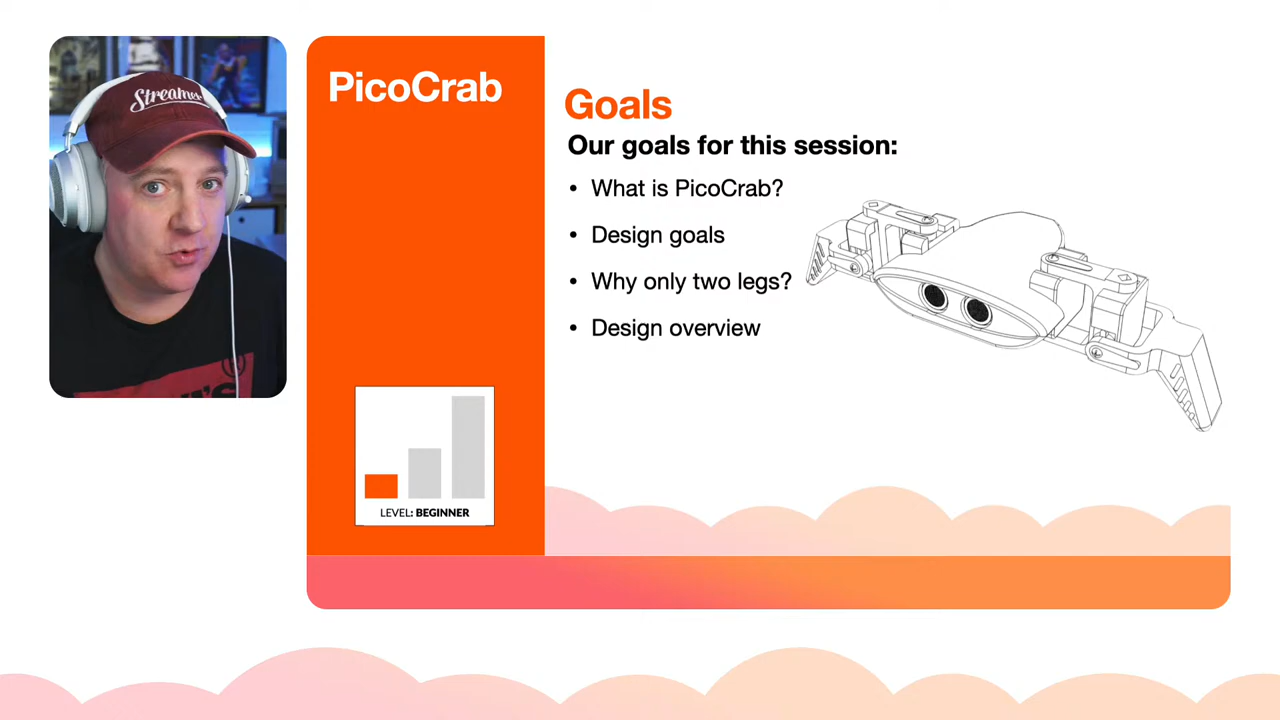 Streamer
PicoCrab
Goals
Our goals for this session:
• What is PicoCrab?
• Design goals
• Why only two legs?
• Design overview
LEVEL: BEGINNER